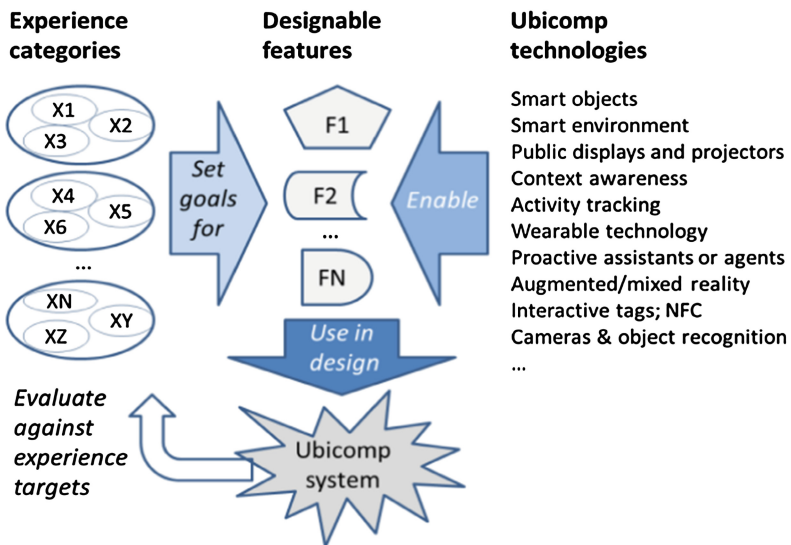 Experience
categories
X1
X2
X3
X4
X5
X6
...
XN
XY
XZ
Set
goals
for
Designable
features
F1
F2
...
FN
Enable
Ubicomp
technologies
Smart objects
Smart environment
Public displays and projectors
Context awareness
Activity tracking
Wearable technology
Proactive assistants or agents
Augmented/mixed reality
Interactive tags; NFC
Cameras & object recognition
...
Use in
design
Ubicomp
system
Evaluate
against
experience
targets